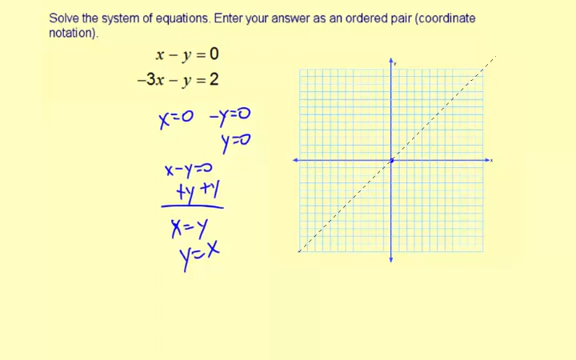 Solve the system of equations. Enter your answer as an ordered pair (coordinate
notation).
x − y = 0
−3x − y = 2
x=0 -y=0
y=0
x-y=0
+y +y
x=y
y=x
y
x